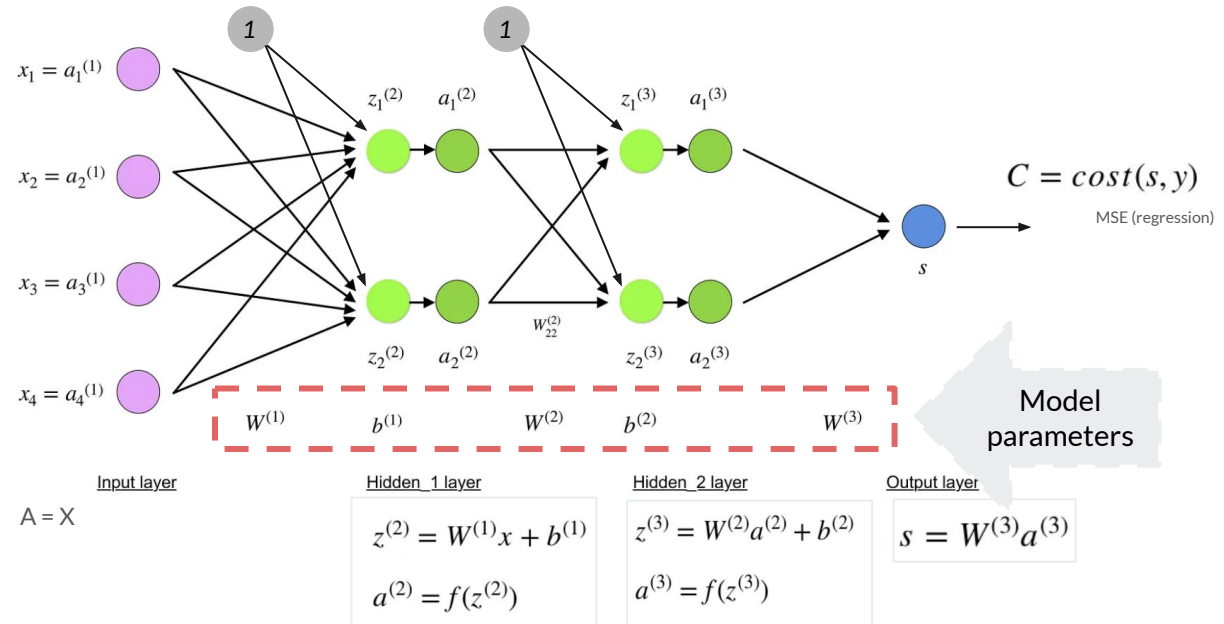 1
1
x₁ = a₁⁽¹⁾
z₁⁽²⁾ a₁⁽²⁾
z₁⁽³⁾ a₁⁽³⁾
x₂ = a₂⁽¹⁾
C = cost(s, y)
MSE (regression)
s
x₃ = a₃⁽¹⁾
W₂₂⁽²⁾
z₂⁽²⁾ a₂⁽²⁾
z₂⁽³⁾ a₂⁽³⁾
x₄ = a₄⁽¹⁾
W⁽¹⁾ b⁽¹⁾ W⁽²⁾ b⁽²⁾ W⁽³⁾
Model
parameters
Input layer
Hidden_1 layer
Hidden_2 layer
Output layer
A = X
z⁽²⁾ = W⁽¹⁾x + b⁽¹⁾
a⁽²⁾ = f(z⁽²⁾)
z⁽³⁾ = W⁽²⁾a⁽²⁾ + b⁽²⁾
a⁽³⁾ = f(z⁽³⁾)
s = W⁽³⁾a⁽³⁾